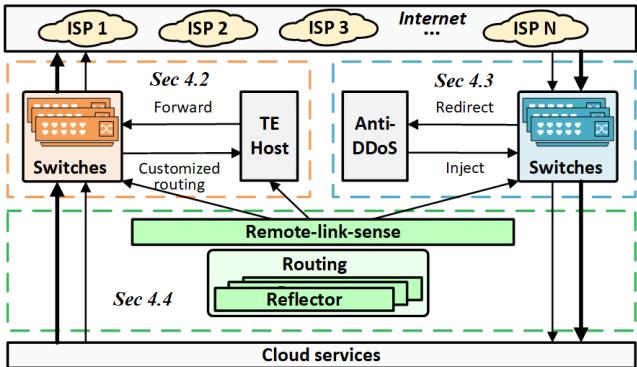 Internet
ISP 1
ISP 2
ISP 3
...
ISP N
Sec 4.2
Sec 4.3
Forward
Redirect
TE
Host
Anti-
DDoS
Switches
Customized
routing
Inject
Switches
Remote-link-sense
Routing
Reflector
Sec 4.4
Cloud services